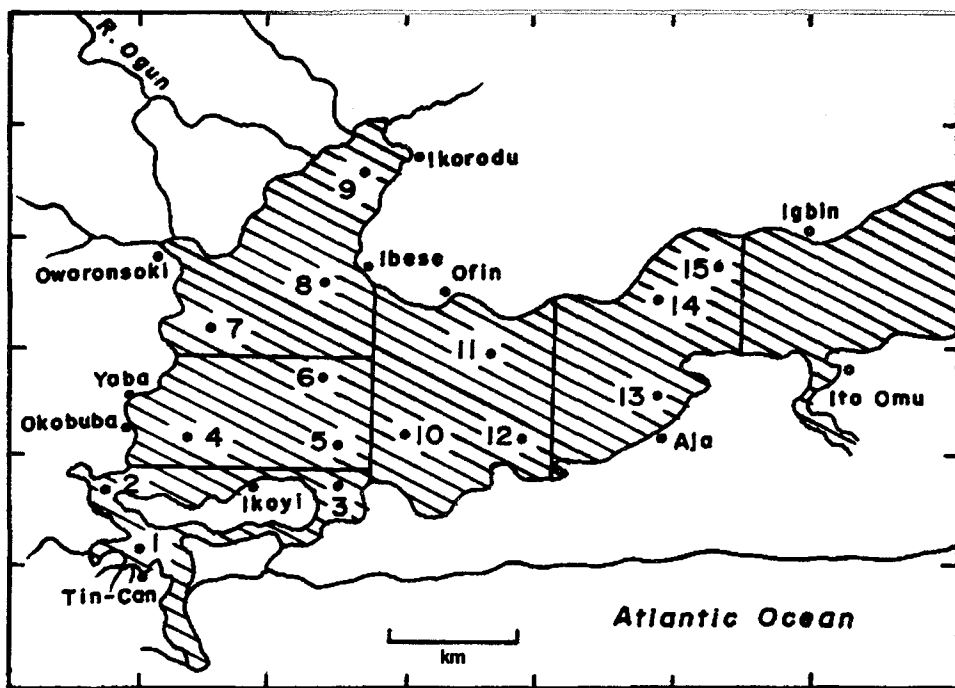 R. Ogun
Ikorodu
9
Igbin
Owaronsoki
Ibese
Ofin
15
8
14
7
11
6
Yaba
13
Ito Omu
Okobuba
4
5
10
12
Aja
2
Ikoyi
3
1
Tin-Can
Atlantic Ocean
km